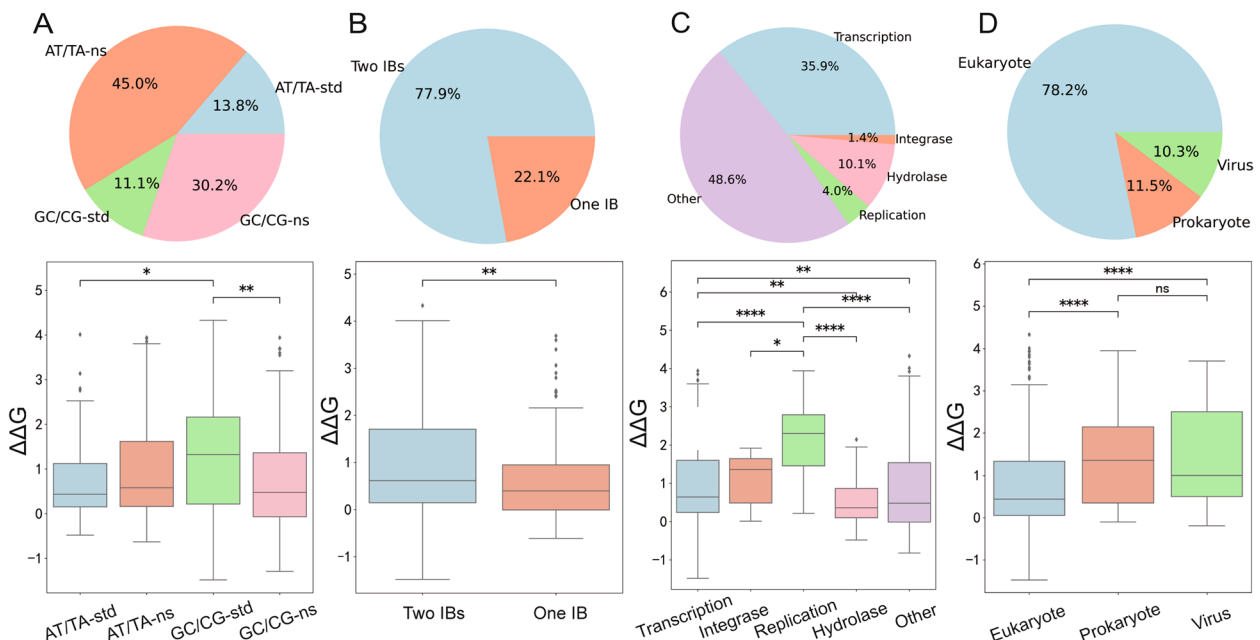 A
AT/TA-ns
45.0%
AT/TA-std
13.8%
11.1%
GC/CG-std
30.2%
GC/CG-ns
B
Two IBs
77.9%
22.1%
One IB
C
Transcription
35.9%
1.4%
Integrase
10.1%
Hydrolase
48.6%
4.0%
Other
Replication
D
Eukaryote
78.2%
10.3%
Virus
11.5%
Prokaryote
ΔΔG
5
4
3
2
1
0
−1
*
**
AT/TA-std
AT/TA-ns
GC/CG-std
GC/CG-ns
ΔΔG
5
4
3
2
1
0
−1
**
Two IBs
One IB
ΔΔG
6
5
4
3
2
1
0
−1
**
**
****
****
****
*
Transcription
Integrase
Replication
Hydrolase
Other
ΔΔG
6
5
4
3
2
1
0
−1
****
****
ns
Eukaryote
Prokaryote
Virus